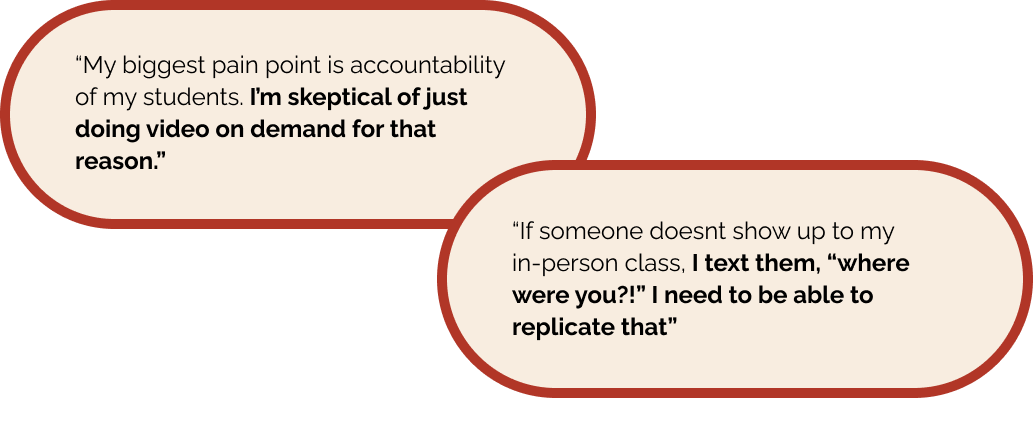 “My biggest pain point is accountability
of my students. I’m skeptical of just
doing video on demand for that
reason.”
“If someone doesnt show up to my
in-person class, I text them, “where
were you?!” I need to be able to
replicate that”